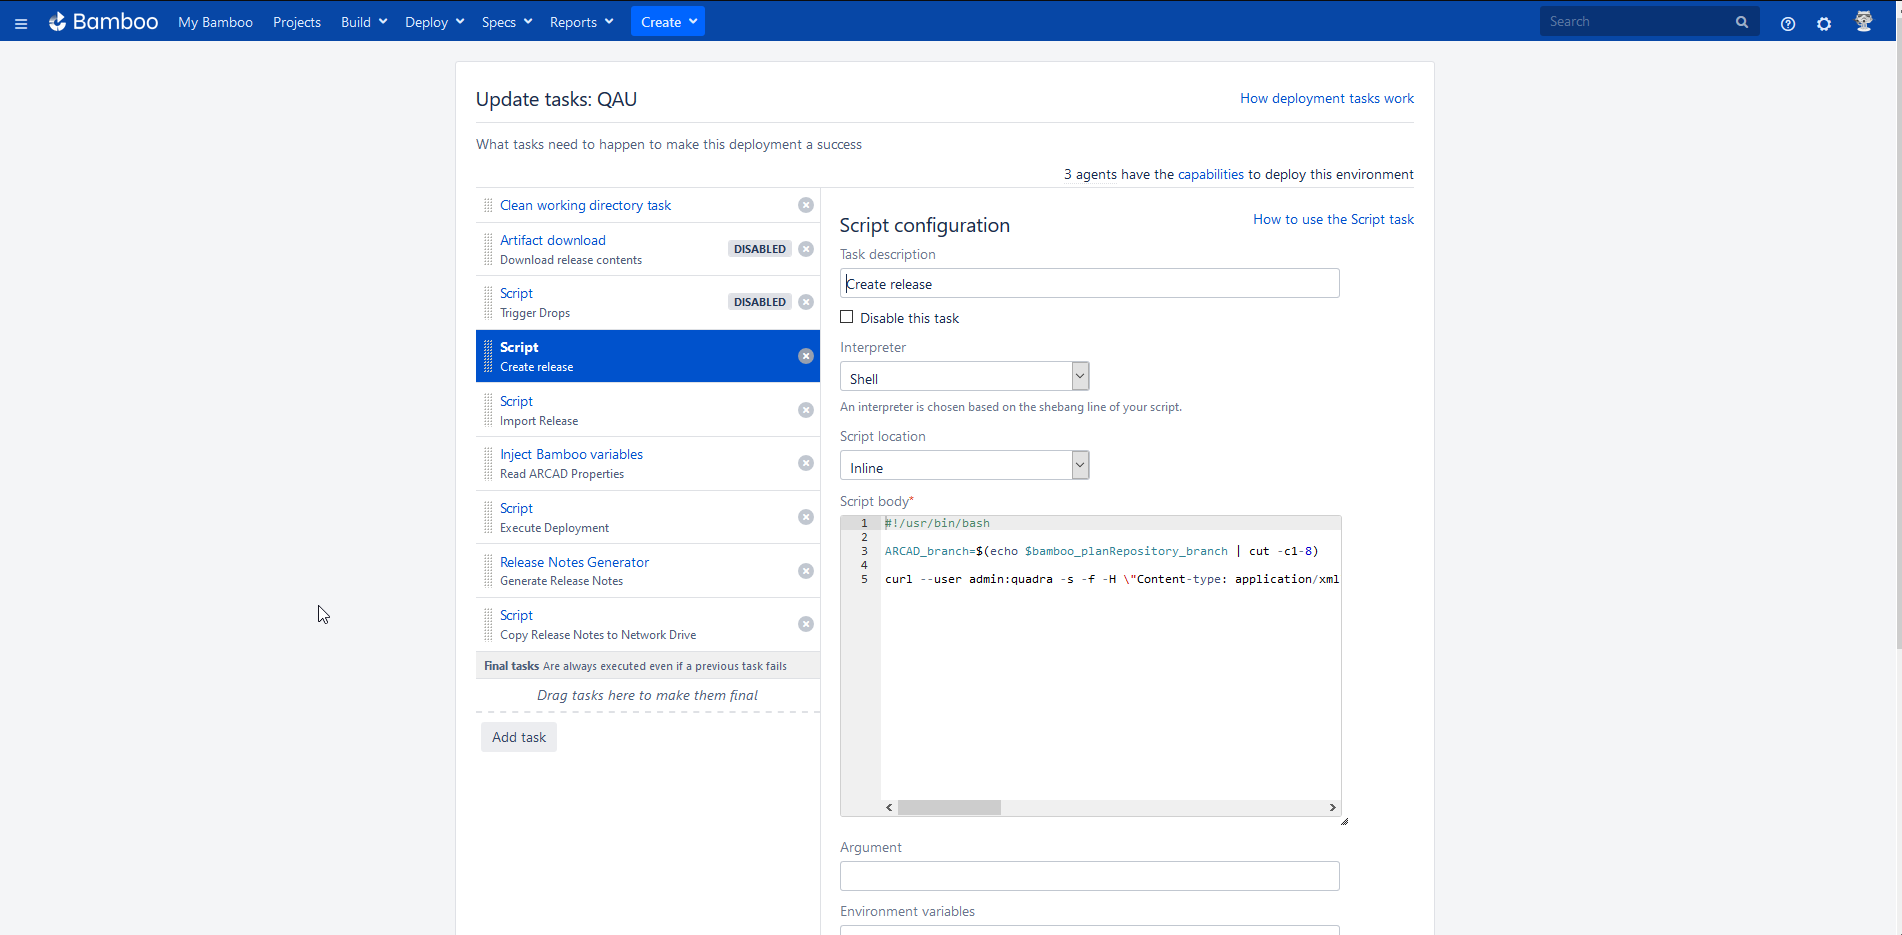 Bamboo My Bamboo Projects Build Deploy Specs Reports Create Search
Update tasks: QAU
How deployment tasks work
What tasks need to happen to make this deployment a success
3 agents have the capabilities to deploy this environment
Clean working directory task
Artifact download
Download release contents
DISABLED
Script
Trigger Drops
DISABLED
Script
Create release
Script
Import Release
Inject Bamboo variables
Read ARCAD Properties
Script
Execute Deployment
Release Notes Generator
Generate Release Notes
Script
Copy Release Notes to Network Drive
Final tasks Are always executed even if a previous task fails
Drag tasks here to make them final
Add task
Script configuration
How to use the Script task
Task description
Create release
Disable this task
Interpreter
Shell
An interpreter is chosen based on the shebang line of your script.
Script location
Inline
Script body*
1 #!/usr/bin/bash
2
3 ARCAD_branch=$(echo $bamboo_planRepository_branch | cut -c1-8)
4
5 curl --user admin:quadra -s -f -H \"Content-type: application/xml
Argument
Environment variables